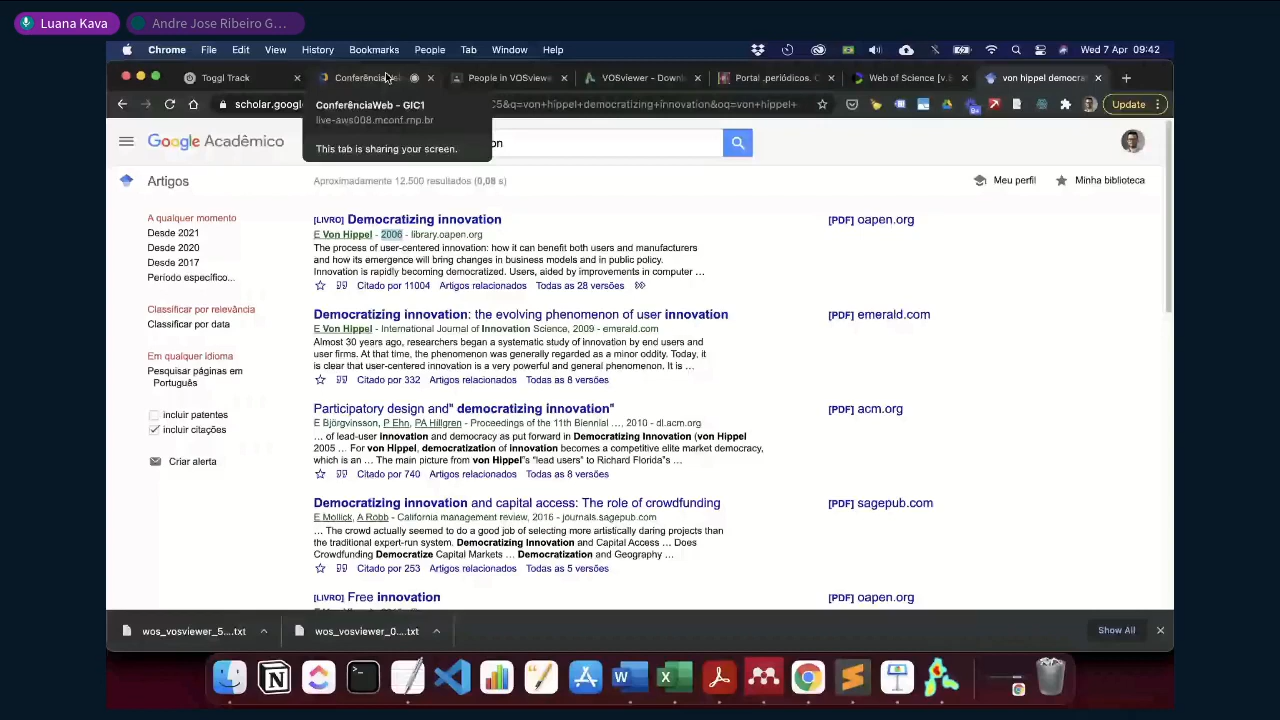 Luana Kava
Andre Jose Ribeiro G...
Chrome File Edit View History Bookmarks People Tab Window Help
Wed 7 Apr 09:42
Toggl Track
Conferência
People in VOSviewe
VOSviewer - Downl
Portal .periódicos. C
Web of Science [v.
von hippel democrat
scholar.goog
C5&q=von+hippel+democratizing+innovation&oq=von+hippel+
Update
ConferênciaWeb - GIC1
live-aws008.mconf.rnp.br
This tab is sharing your screen.
Google Acadêmico
on
Artigos
Aproximadamente 12.500 resultados (0,08 s)
Meu perfil
Minha biblioteca
A qualquer momento
Desde 2021
Desde 2020
Desde 2017
Período específico...
Classificar por relevância
Classificar por data
Em qualquer idioma
Pesquisar páginas em
Português
incluir patentes
incluir citações
Criar alerta
[LIVRO] Democratizing innovation
E Von Hippel - 2006 - library.oapen.org
The process of user-centered innovation: how it can benefit both users and manufacturers
and how its emergence will bring changes in business models and in public policy.
Innovation is rapidly becoming democratized. Users, aided by improvements in computer ...
Citado por 11004 Artigos relacionados Todas as 28 versões
[PDF] oapen.org
Democratizing innovation: the evolving phenomenon of user innovation
E Von Hippel - International Journal of Innovation Science, 2009 - emerald.com
Almost 30 years ago, researchers began a systematic study of innovation by end users and
user firms. At that time, the phenomenon was generally regarded as a minor oddity. Today, it
is clear that user-centered innovation is a very powerful and general phenomenon. It is ...
Citado por 332 Artigos relacionados Todas as 8 versões
[PDF] emerald.com
Participatory design and" democratizing innovation"
E Björgvinsson, P Ehn, PA Hillgren - Proceedings of the 11th Biennial ..., 2010 - dl.acm.org
... of lead-user innovation and democracy as put forward in Democratizing Innovation (von Hippel
2005 ... For von Hippel, democratization of innovation becomes a competitive elite market democracy,
which is an ... The main picture from von Hippel's "lead users" to Richard Florida's ...
Citado por 740 Artigos relacionados Todas as 8 versões
[PDF] acm.org
Democratizing innovation and capital access: The role of crowdfunding
E Mollick, A Robb - California management review, 2016 - journals.sagepub.com
... The crowd actually seemed to do a good job of selecting more artistically daring projects than
the traditional expert-run system. Democratizing Innovation and Capital Access ... Does
Crowdfunding Democratize Capital Markets ... Democratization and Geography ...
Citado por 253 Artigos relacionados Todas as 5 versões
[PDF] sagepub.com
[LIVRO] Free innovation
[PDF] oapen.org
wos_vosviewer_5....txt
wos_vosviewer_0....txt
Show All